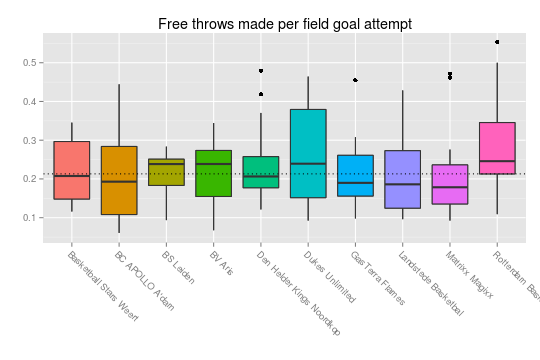 Free throws made per field goal attempt
0.5
0.4
0.3
0.2
0.1
Basketball Stars Weert
BC APOLLO A'dam
BS Leiden
BV Aris
Den Helder Kings Noordkop
Dukes Unlimited
GasTerra Flames
Landstede Basketbal
Matrixx Magixx
Rotterdam Bas